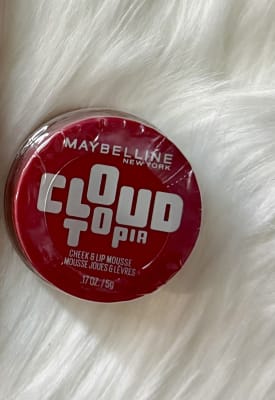 MAYBELLINE
NEW YORK
CLOUD
TOPIA
CHEEK & LIP MOUSSE
MOUSSE JOUES & LÈVRES
.17 OZ. / 5g